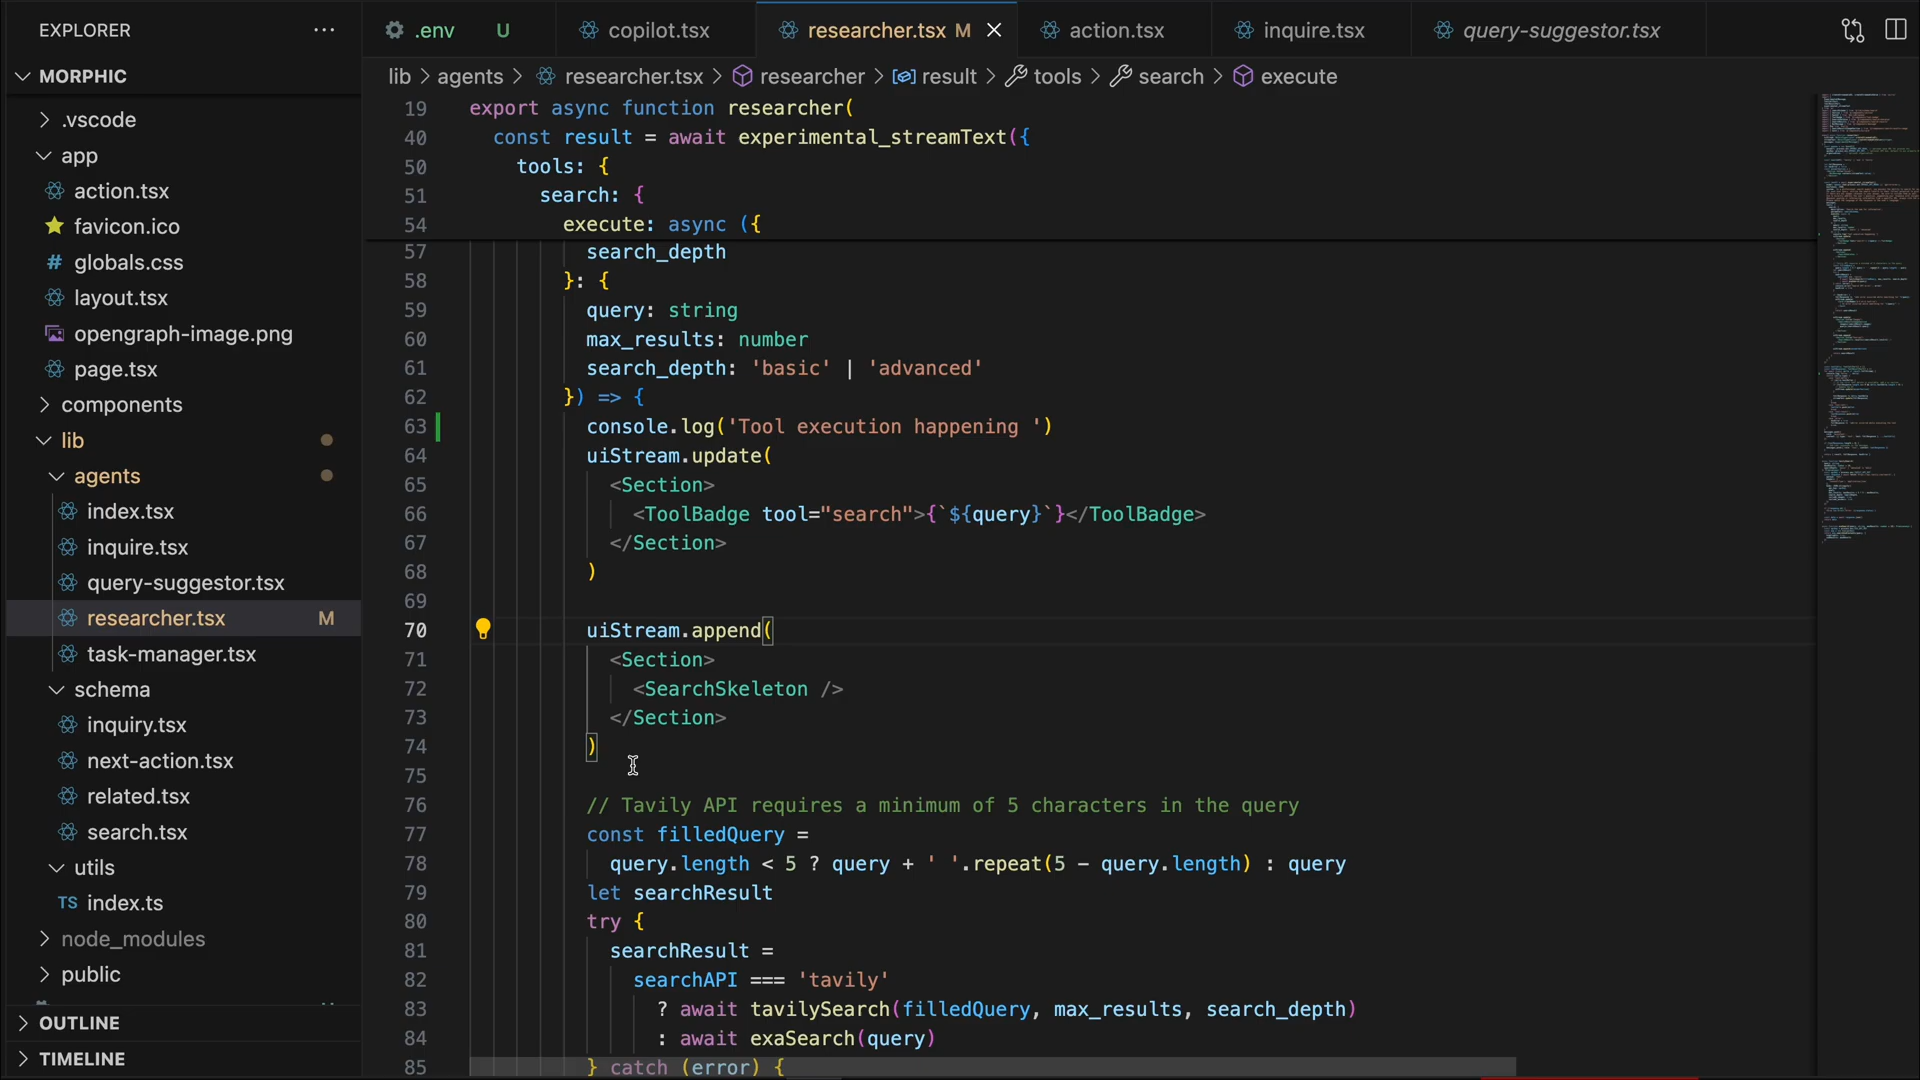 EXPLORER
MORPHIC
.vscode
app
action.tsx
favicon.ico
# globals.css
layout.tsx
opengraph-image.png
page.tsx
components
lib
agents
index.tsx
inquire.tsx
query-suggestor.tsx
researcher.tsx M
task-manager.tsx
schema
inquiry.tsx
next-action.tsx
related.tsx
search.tsx
utils
TS index.ts
node_modules
public
OUTLINE
TIMELINE
.env U
copilot.tsx
researcher.tsx M
action.tsx
inquire.tsx
query-suggestor.tsx
lib > agents > researcher.tsx > researcher > result > tools > search > execute
19 export async function researcher(
40 const result = await experimental_streamText({
50 tools: {
51 search: {
54 execute: async ({
57 search_depth
58 }: {
59 query: string
60 max_results: number
61 search_depth: 'basic' | 'advanced'
62 }) => {
63 console.log('Tool execution happening ')
64 uiStream.update(
65 <Section>
66 <ToolBadge tool="search">{`${query}`}</ToolBadge>
67 </Section>
68 )
69
70 uiStream.append(
71 <Section>
72 <SearchSkeleton />
73 </Section>
74 )
75
76 // Tavily API requires a minimum of 5 characters in the query
77 const filledQuery =
78 query.length < 5 ? query + ' '.repeat(5 - query.length) : query
79 let searchResult
80 try {
81 searchResult =
82 searchAPI === 'tavily'
83 ? await tavilySearch(filledQuery, max_results, search_depth)
84 : await exaSearch(query)
85 } catch (error) {